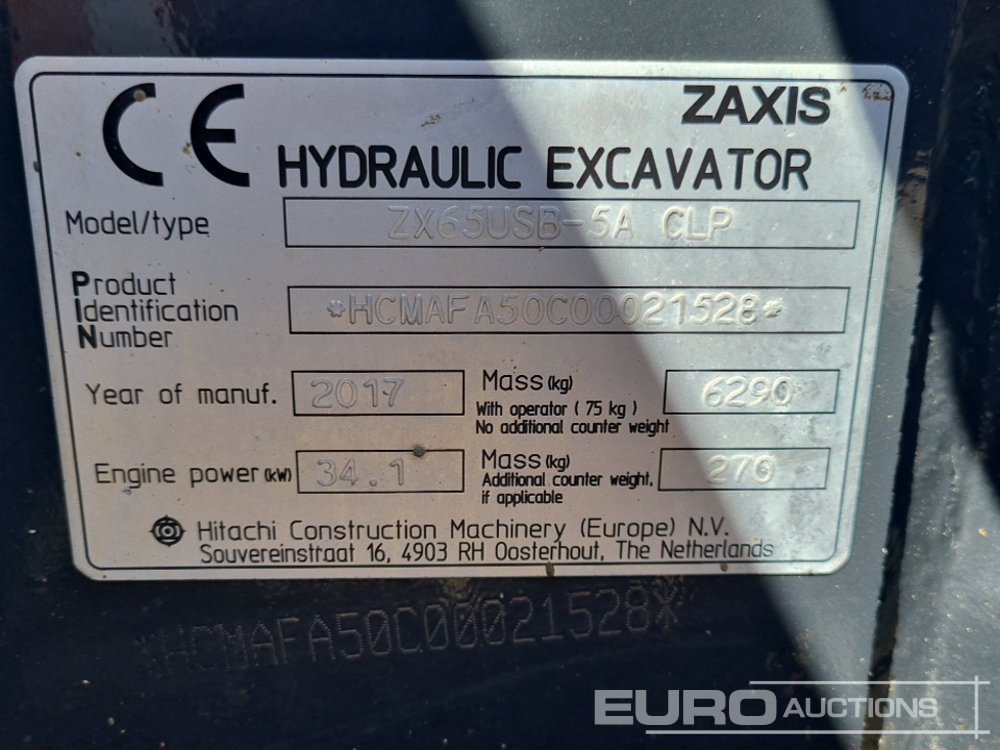 CE
ZAXIS
HYDRAULIC EXCAVATOR
Model/type ZX65USB-5A CLP
Product
Identification *HCMAFA50C00021528*
Number
Year of manuf. 2017 Mass (kg) 6290
With operator ( 75 kg )
No additional counter weight
Engine power (kW) 34.1 Mass (kg) 270
Additional counter weight,
if applicable
Hitachi Construction Machinery (Europe) N.V.
Souvereinstraat 16, 4903 RH Oosterhout, The Netherlands
*HCMAFA50C00021528*
EURO AUCTIONS